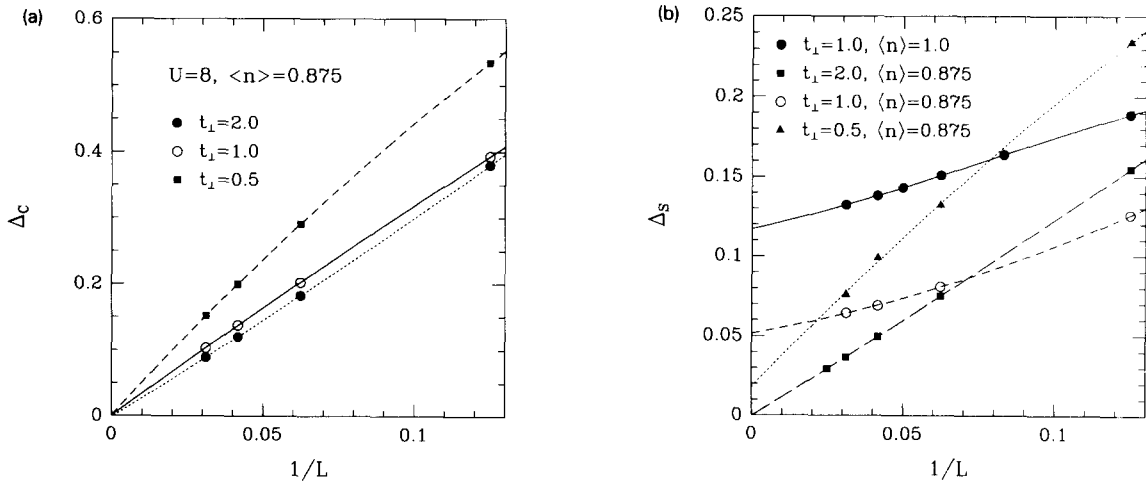 (a)
0.6
0.4
0.2
0
Δc
U=8, <n>=0.875
t⊥=2.0
t⊥=1.0
t⊥=0.5
0
0.05
0.1
1/L
(b)
0.25
0.2
0.15
0.1
0.05
0
Δs
t⊥=1.0, ⟨n⟩=1.0
t⊥=2.0, ⟨n⟩=0.875
t⊥=1.0, ⟨n⟩=0.875
t⊥=0.5, ⟨n⟩=0.875
0
0.05
0.1
1/L